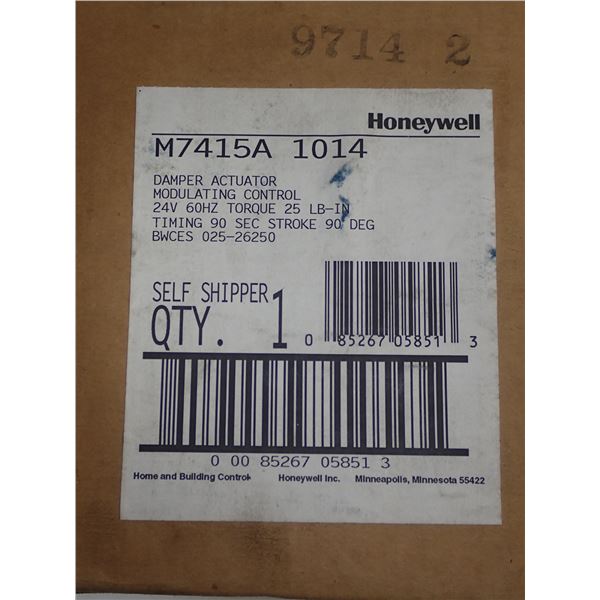 9714 2
Honeywell
M7415A 1014
DAMPER ACTUATOR
MODULATING CONTROL
24V 60HZ TORQUE 25 LB-IN
TIMING 90 SEC STROKE 90 DEG
BWCES 025-26250
SELF SHIPPER
QTY. 1
0 85267 05851 3
0 00 85267 05851 3
Home and Building Control Honeywell Inc. Minneapolis, Minnesota 55422